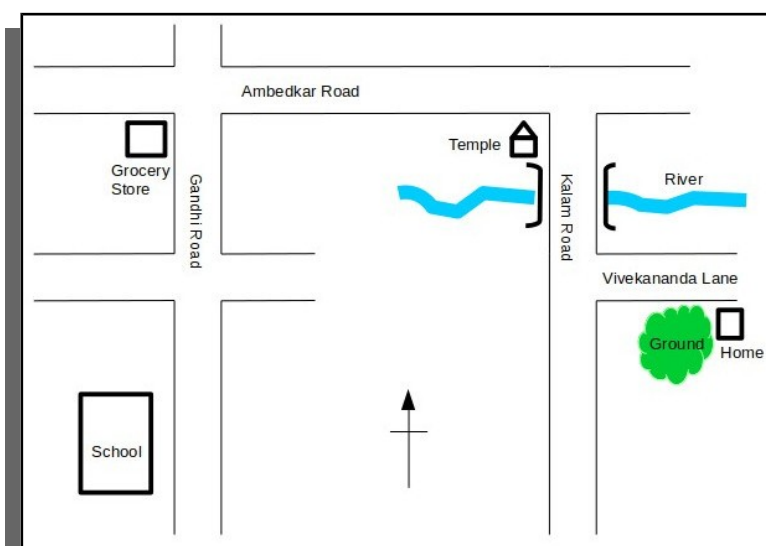 Ambedkar Road
Temple
Grocery
Store
Gandhi Road
Kalam Road
River
Vivekananda Lane
Ground
Home
School